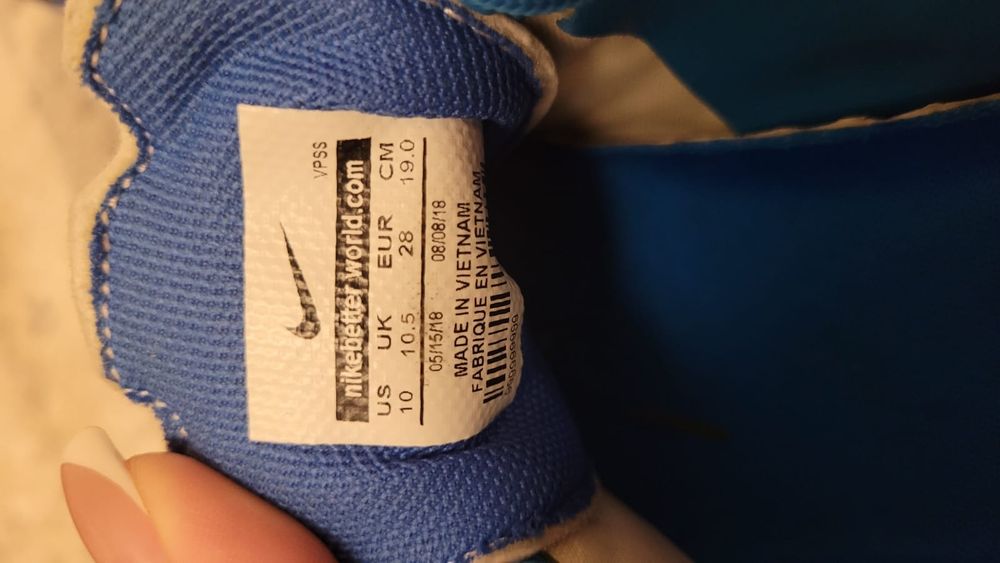 VPSS
nikebetterworld.com
US UK EUR CM
10 10.5 28 19.0
05/15/18 08/08/18
MADE IN VIETNAM
FABRIQUE EN VIETNAM